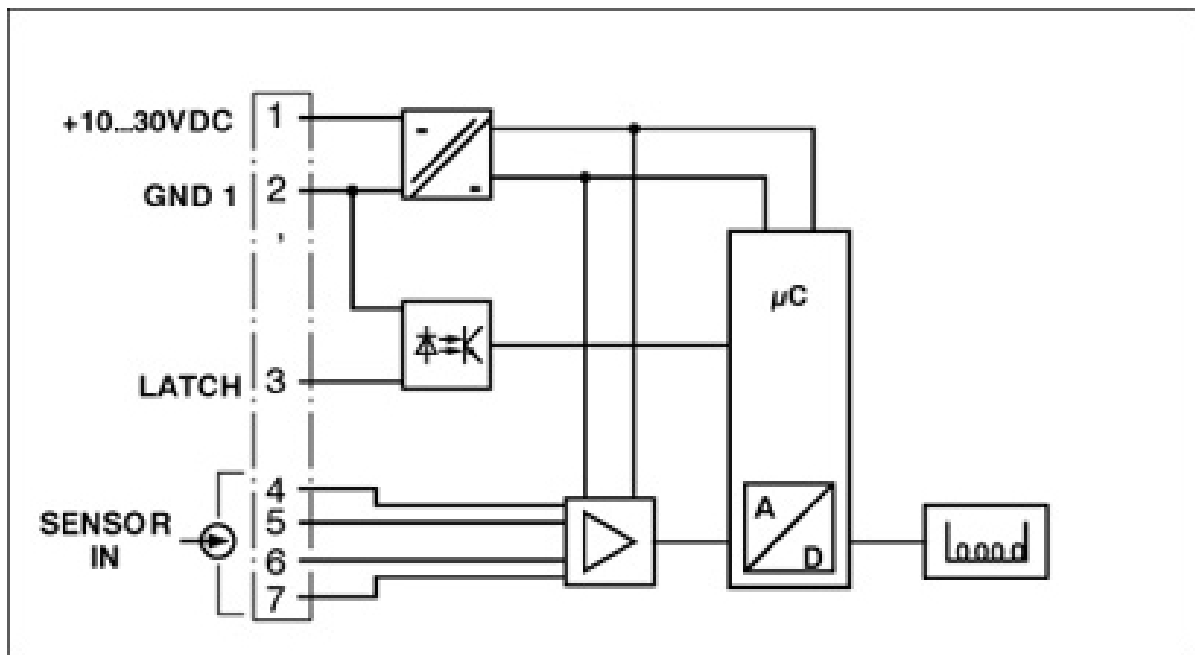 +10...30VDC 1
GND 1 2
,
µC
LATCH 3
4
SENSOR 5
IN 6
7
A
D